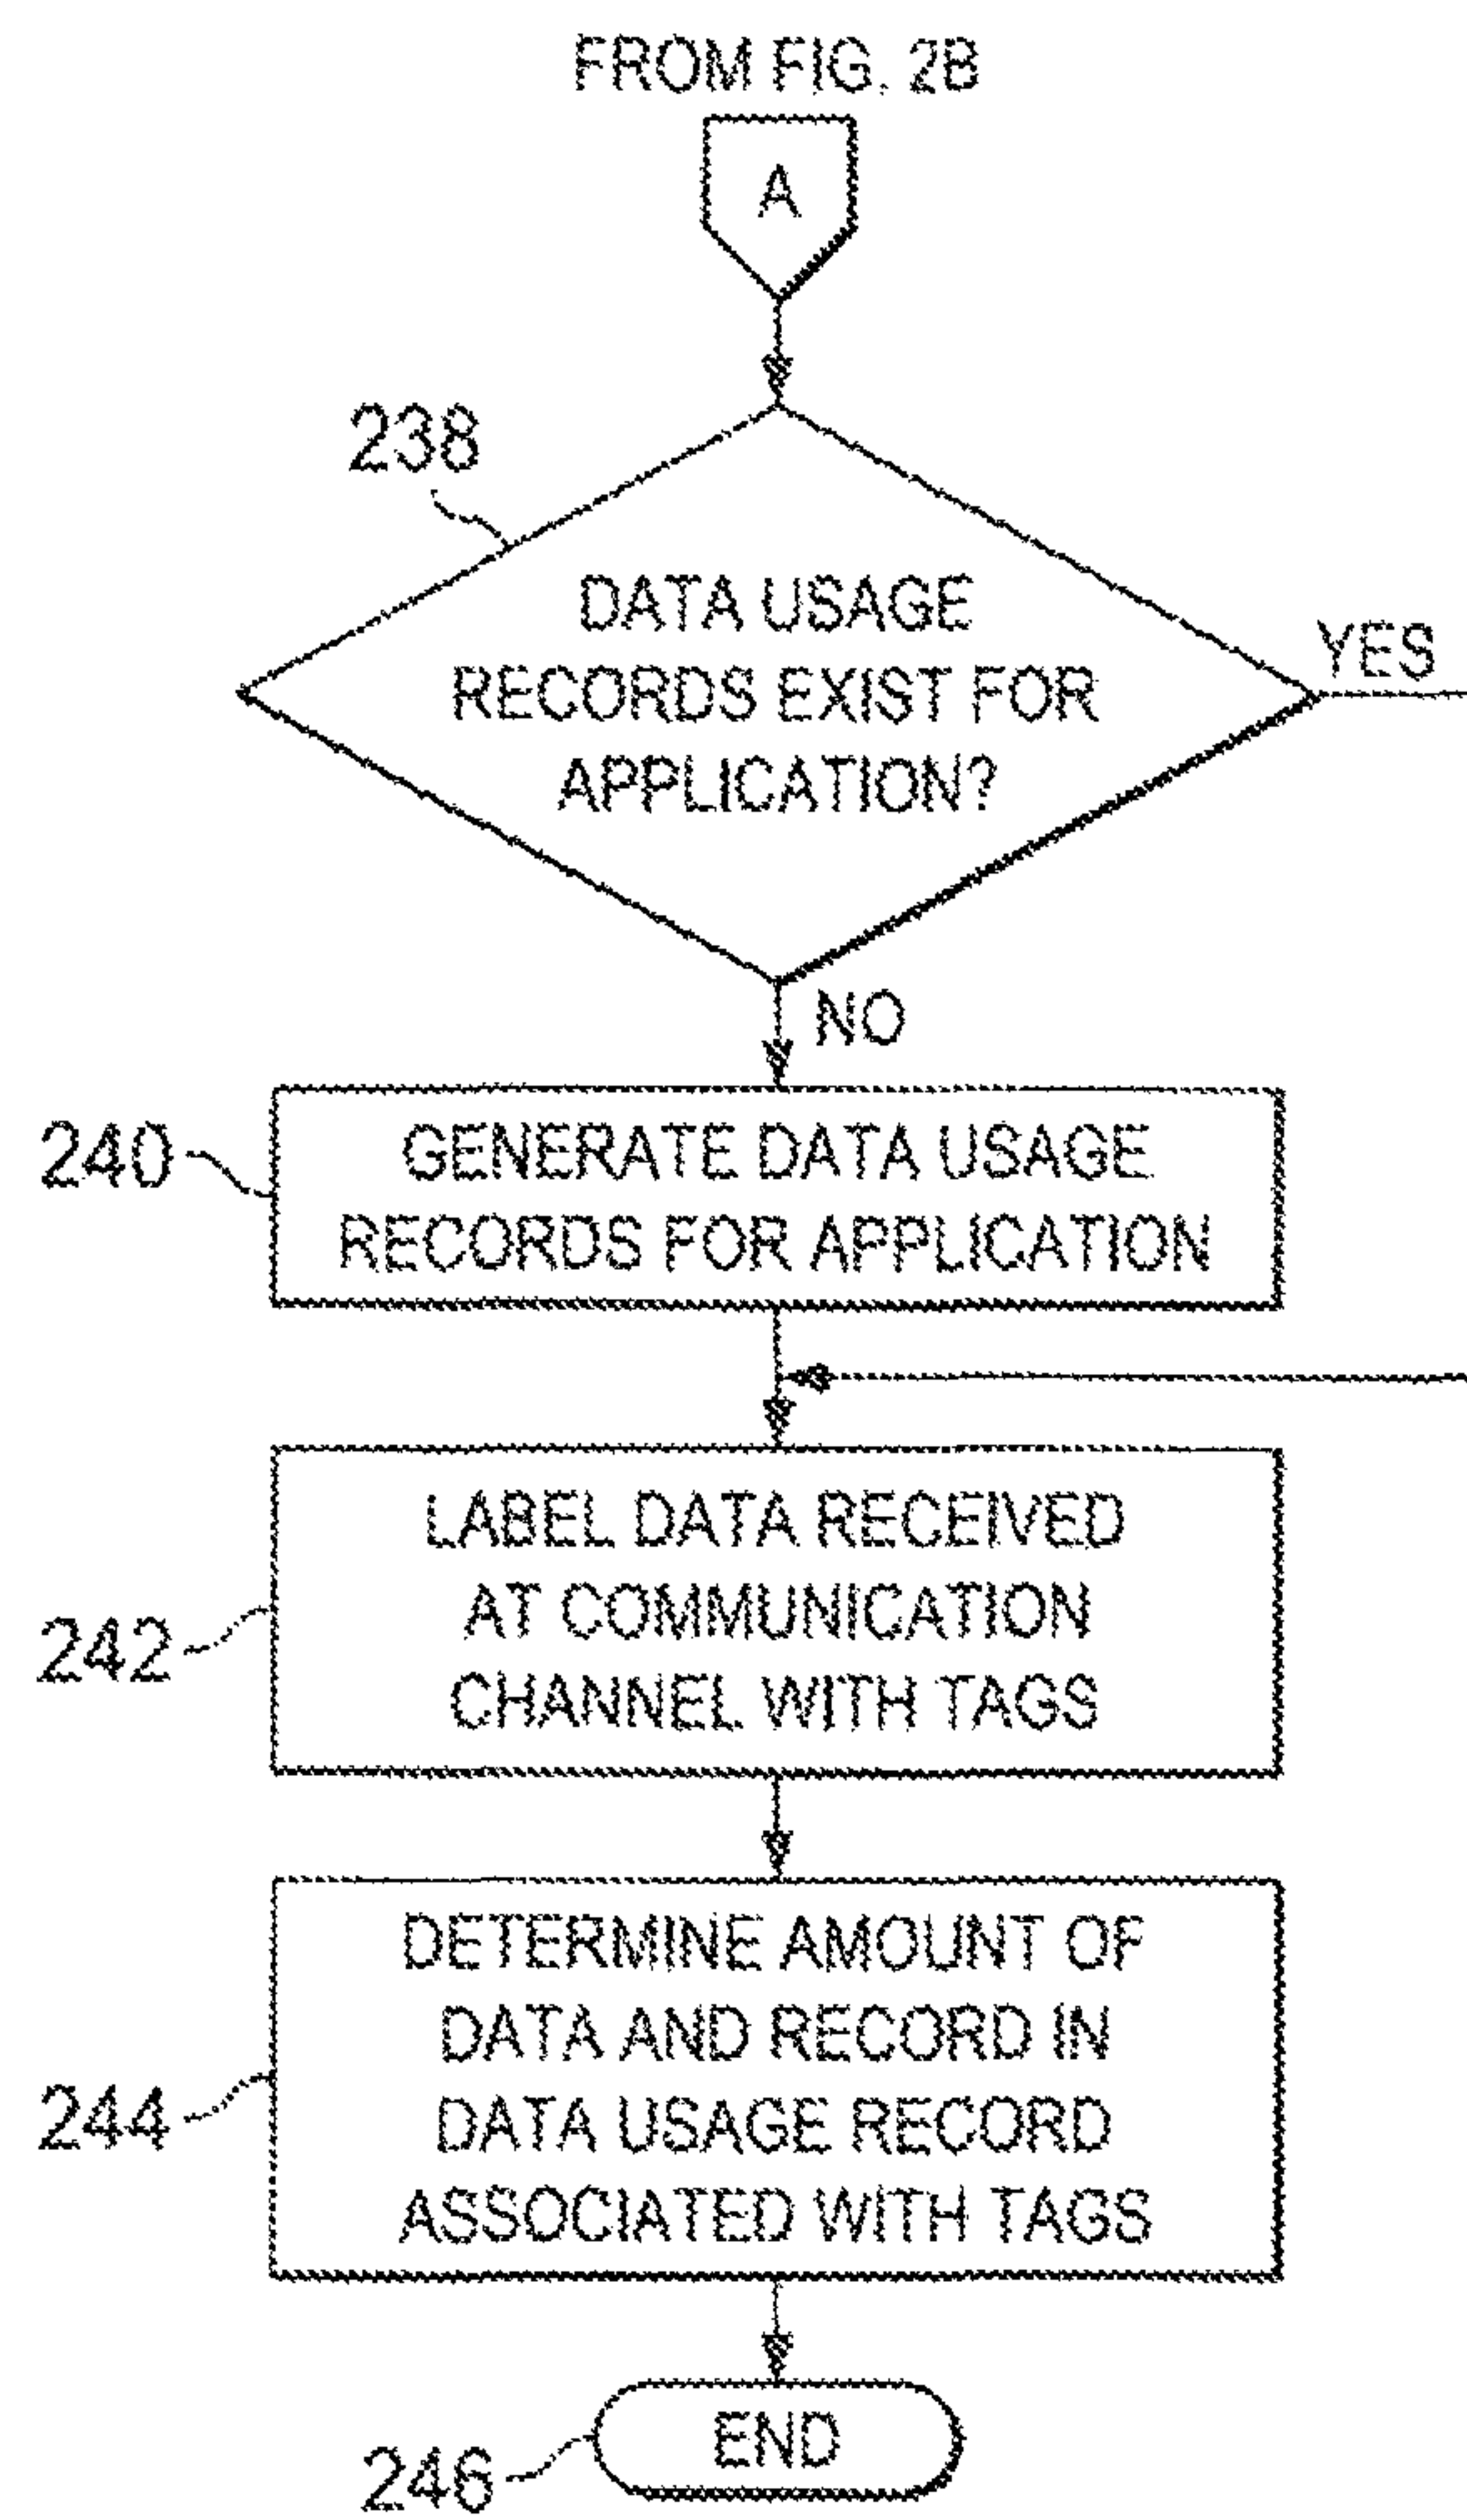 FROM FIG. 2B
A
238
DATA USAGE
RECORDS EXIST FOR
APPLICATION?
YES
NO
240
GENERATE DATA USAGE
RECORDS FOR APPLICATION
242
LABEL DATA RECEIVED
AT COMMUNICATION
CHANNEL WITH TAGS
244
DETERMINE AMOUNT OF
DATA AND RECORD IN
DATA USAGE RECORD
ASSOCIATED WITH TAGS
246
END